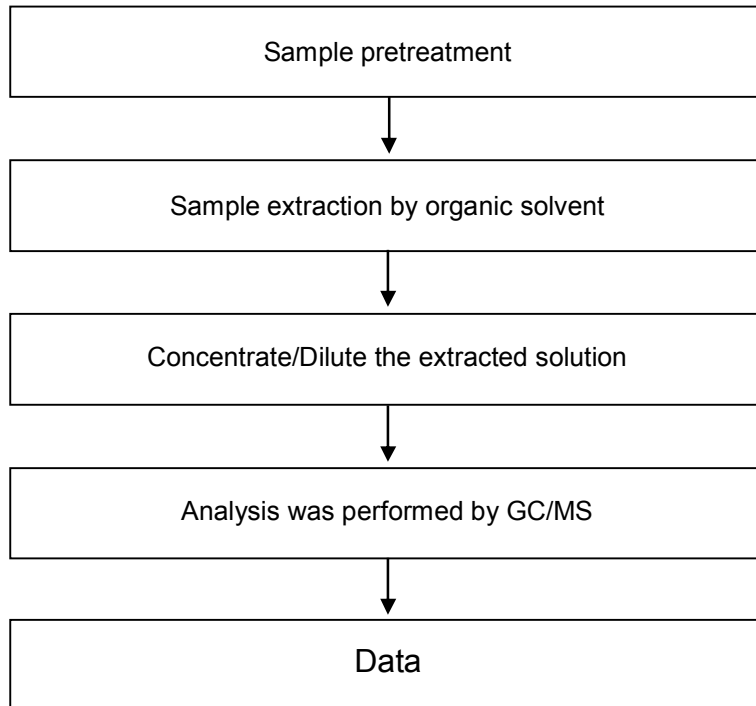 Sample pretreatment
Sample extraction by organic solvent
Concentrate/Dilute the extracted solution
Analysis was performed by GC/MS
Data